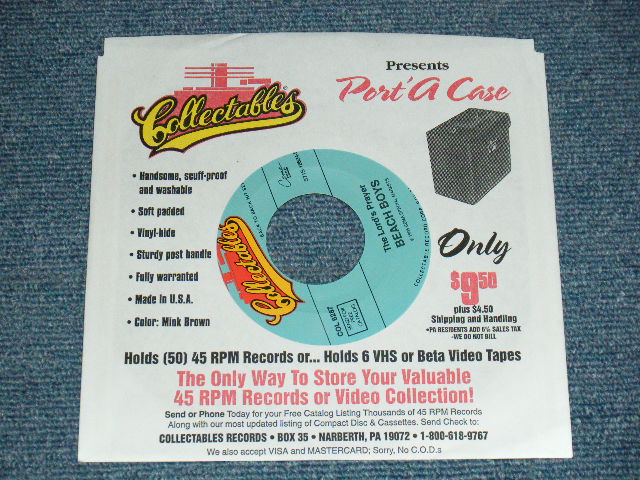 Collectables
Presents
Port 'A Case
• Handsome, scuff-proof
and washable
• Soft padded
• Vinyl-hide
• Sturdy post handle
• Fully warranted
• Made in U.S.A.
• Color: Mink Brown
Collectables
The Lord's Prayer
BEACH BOYS
COL 6287
Only
$9.50
plus $4.50
Shipping and Handling
*PA RESIDENTS ADD 6% SALES TAX
-WE DO NOT BILL
Holds (50) 45 RPM Records or... Holds 6 VHS or Beta Video Tapes
The Only Way To Store Your Valuable
45 RPM Records or Video Collection!
Send or Phone Today for your Free Catalog Listing Thousands of 45 RPM Records
Along with our most updated listing of Compact Disc & Cassettes. Send Check to:
COLLECTABLES RECORDS • BOX 35 • NARBERTH, PA 19072 • 1-800-618-9767
We also accept VISA and MASTERCARD; Sorry, No C.O.D.s